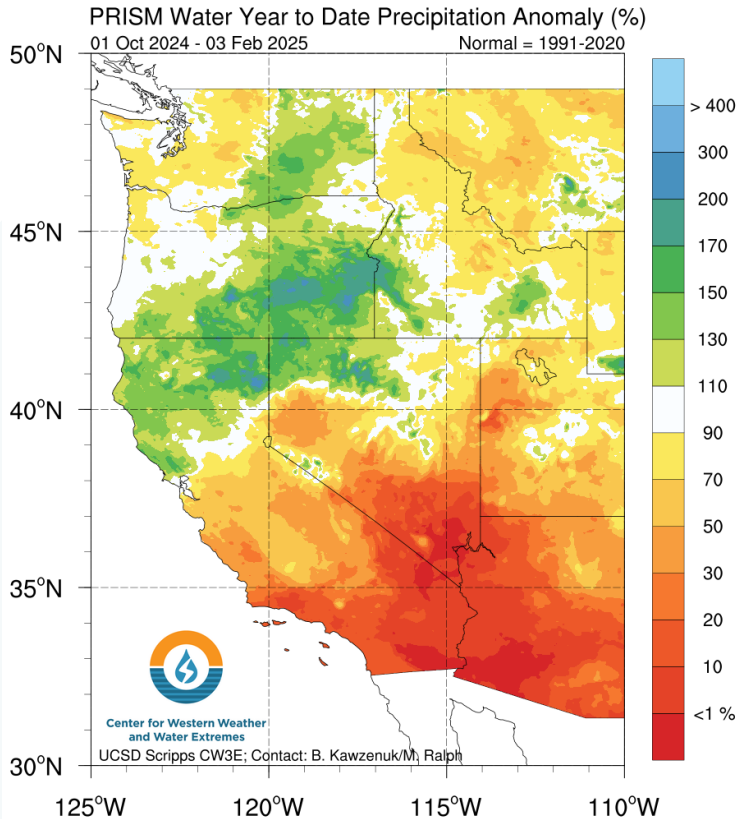 PRISM Water Year to Date Precipitation Anomaly (%)
01 Oct 2024 - 03 Feb 2025 Normal = 1991-2020
50°N
45°N
40°N
35°N
30°N
125°W 120°W 115°W 110°W
> 400
300
200
170
150
130
110
90
70
50
30
20
10
<1 %
Center for Western Weather
and Water Extremes
UCSD Scripps CW3E; Contact: B. Kawzenuk/M. Ralph